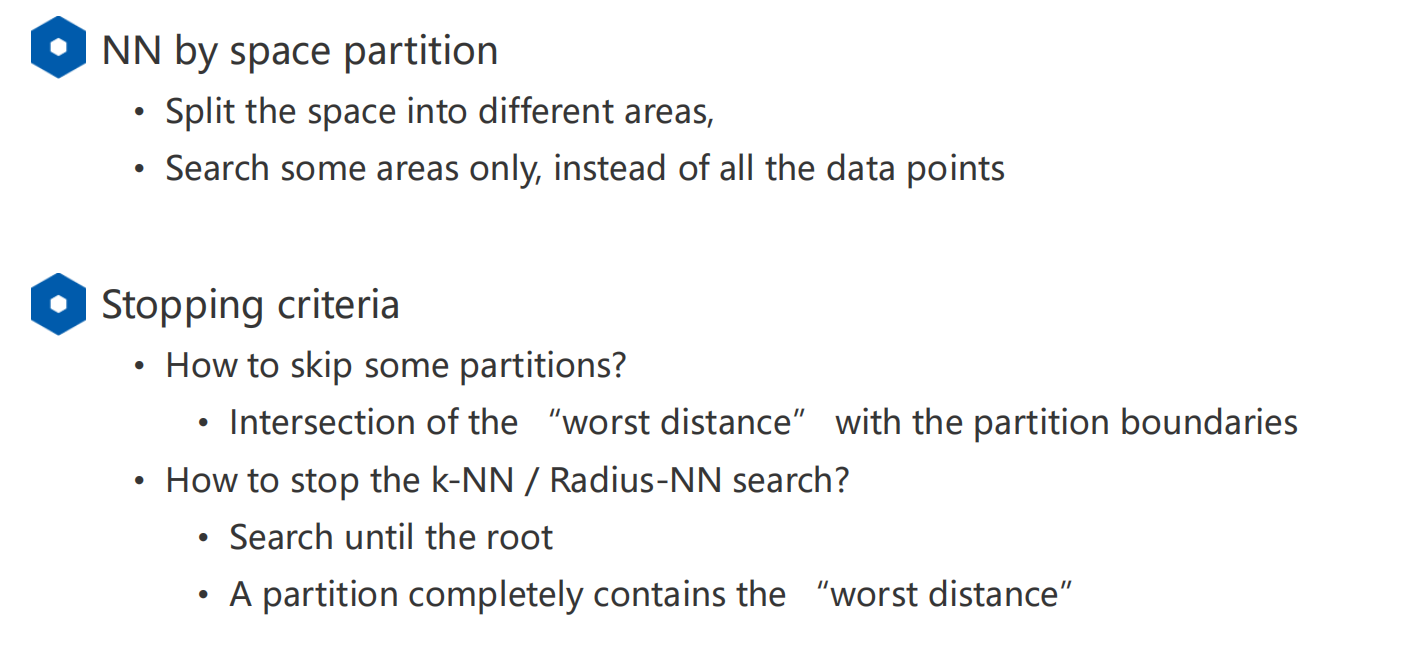 NN by space partition
• Split the space into different areas,
• Search some areas only, instead of all the data points
Stopping criteria
• How to skip some partitions?
• Intersection of the “worst distance” with the partition boundaries
• How to stop the k-NN / Radius-NN search?
• Search until the root
• A partition completely contains the “worst distance”